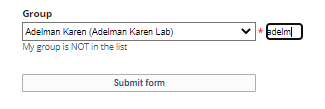 Group
Adelman Karen (Adelman Karen Lab) * adelm
My group is NOT in the list
Submit form